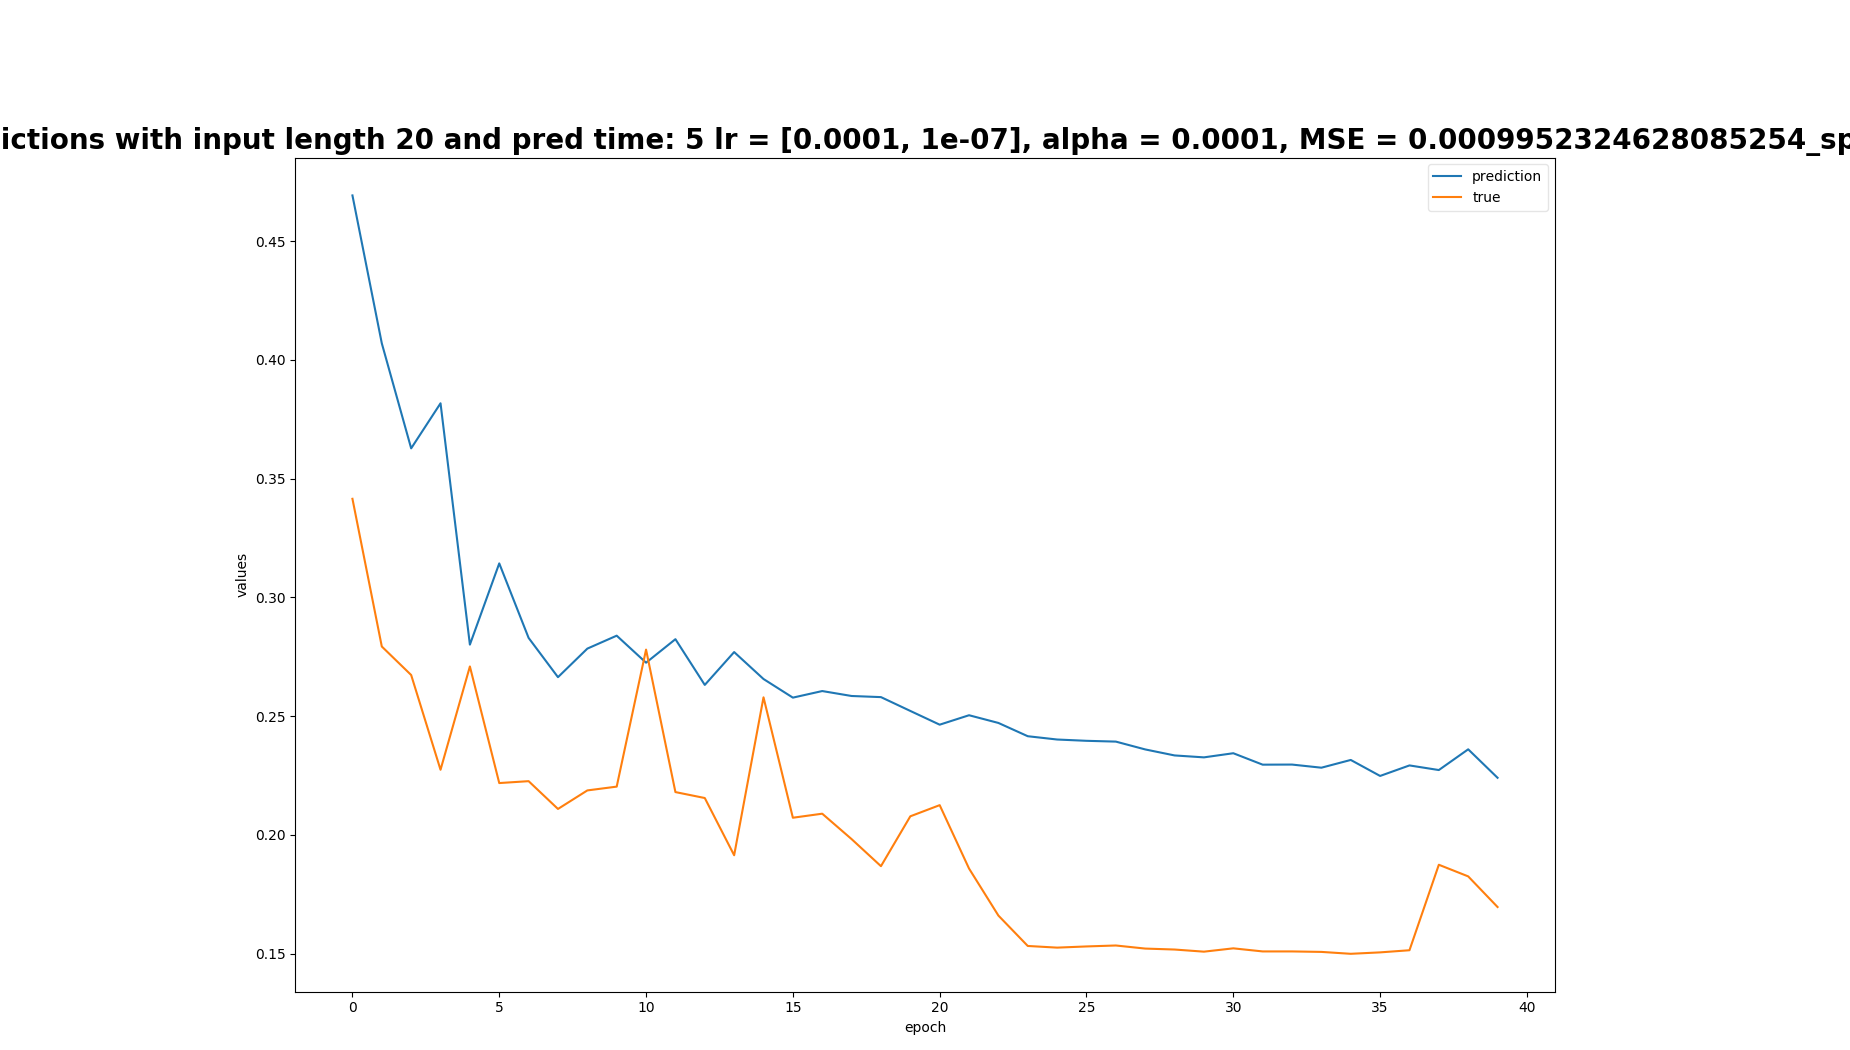 ictions with input length 20 and pred time: 5 lr = [0.0001, 1e-07], alpha = 0.0001, MSE = 0.0009952324628085254_sp
prediction
true
values
0.45
0.40
0.35
0.30
0.25
0.20
0.15
0 5 10 15 20 25 30 35 40
epoch